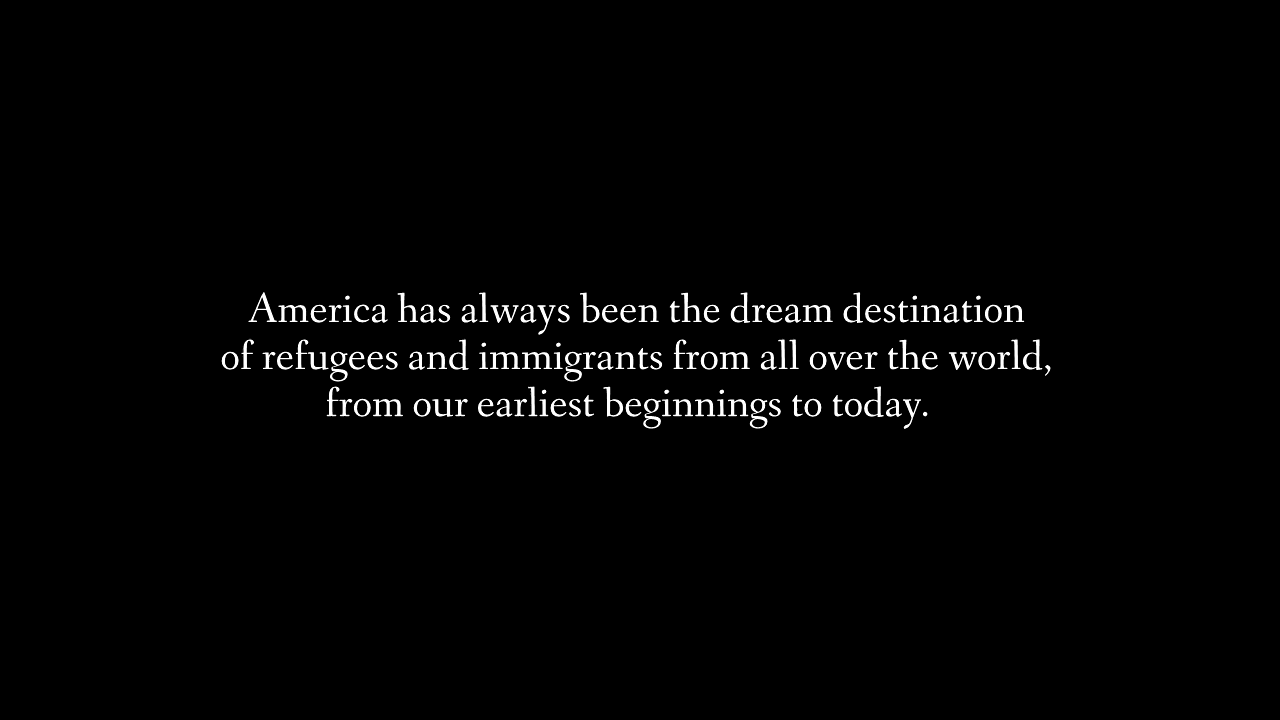 America has always been the dream destination
of refugees and immigrants from all over the world,
from our earliest beginnings to today.